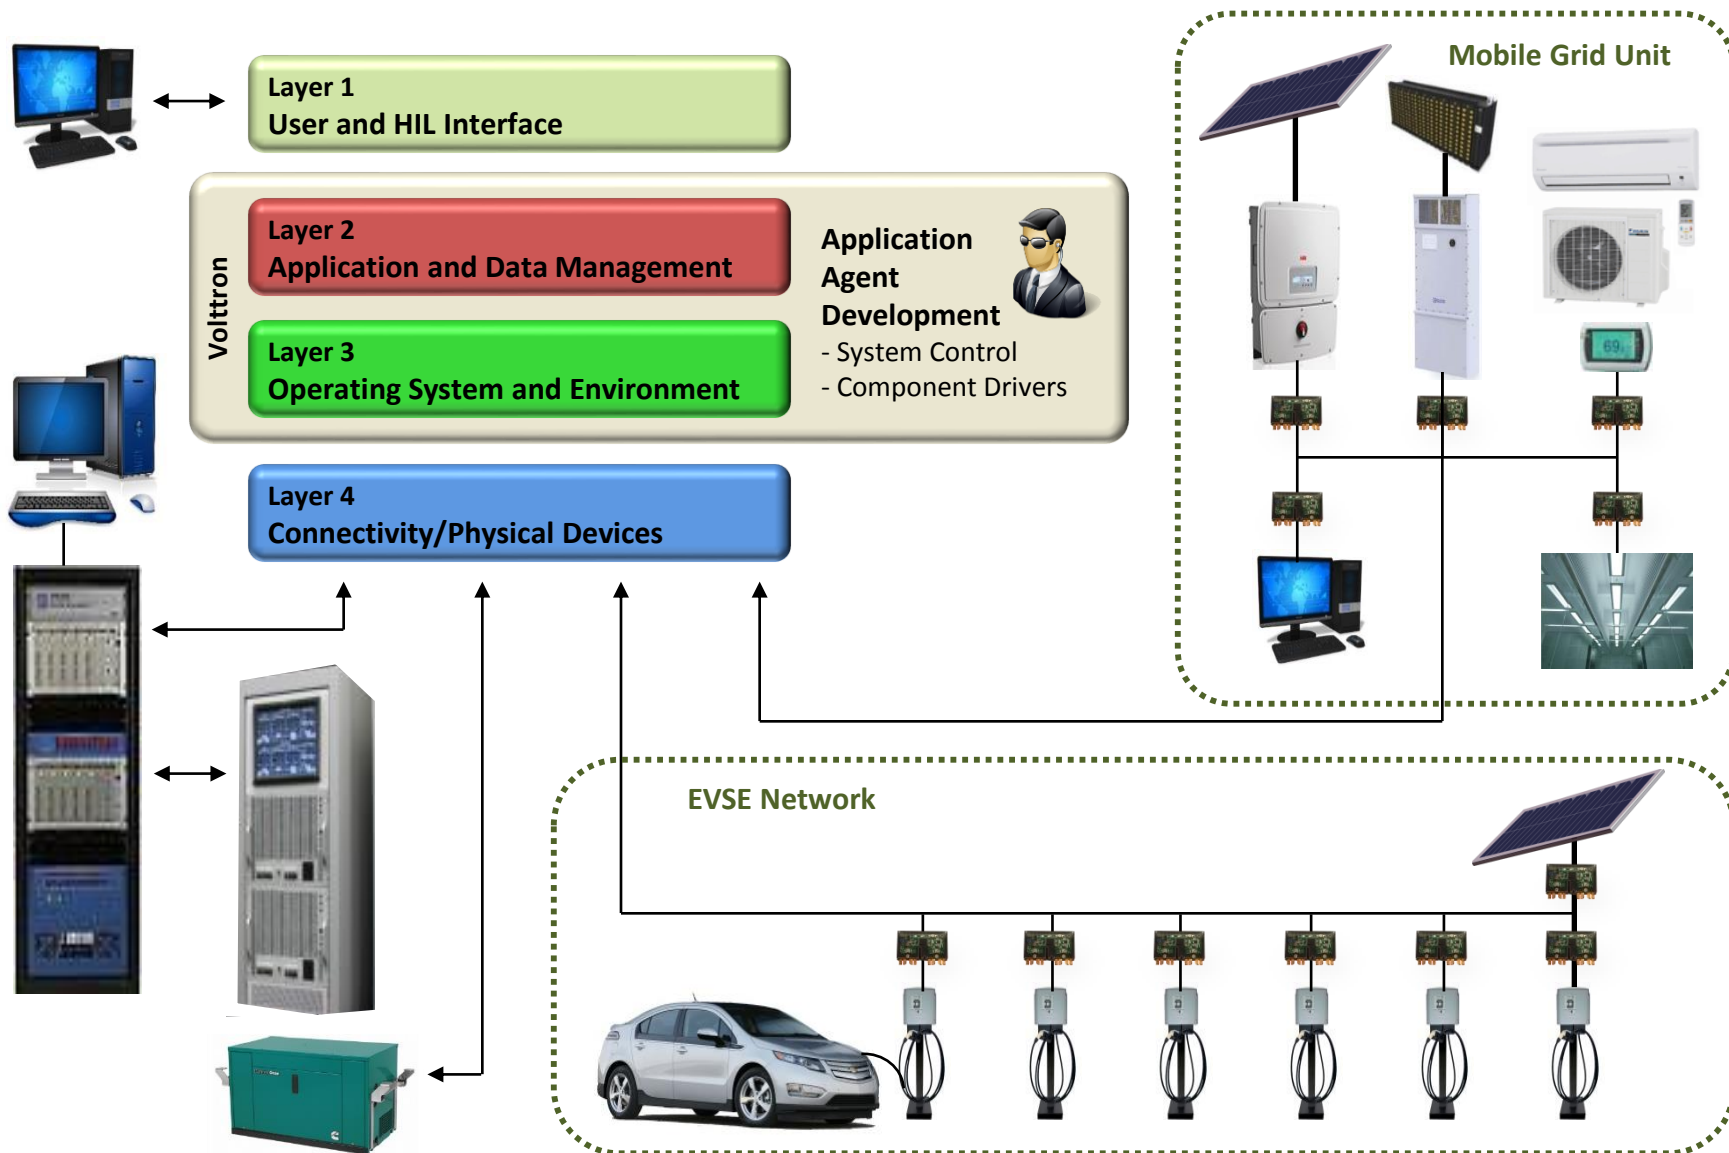 Layer 1
User and HIL Interface
Volttron
Layer 2
Application and Data Management
Layer 3
Operating System and Environment
Application
Agent
Development
- System Control
- Component Drivers
Layer 4
Connectivity/Physical Devices
Mobile Grid Unit
69
EVSE Network